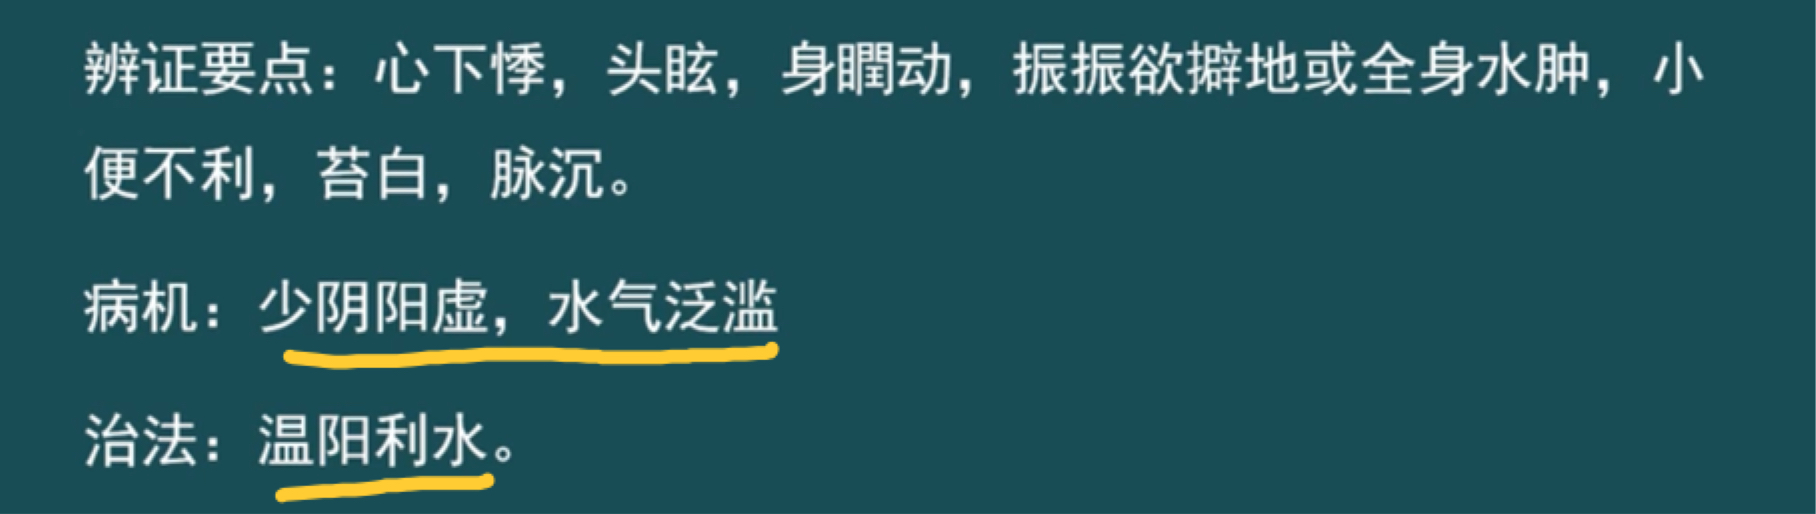 辨证要点：心下悸，头眩，身瞤动，振振欲擗地或全身水肿，小
便不利，苔白，脉沉。
病机：少阴阳虚，水气泛滥
治法：温阳利水。